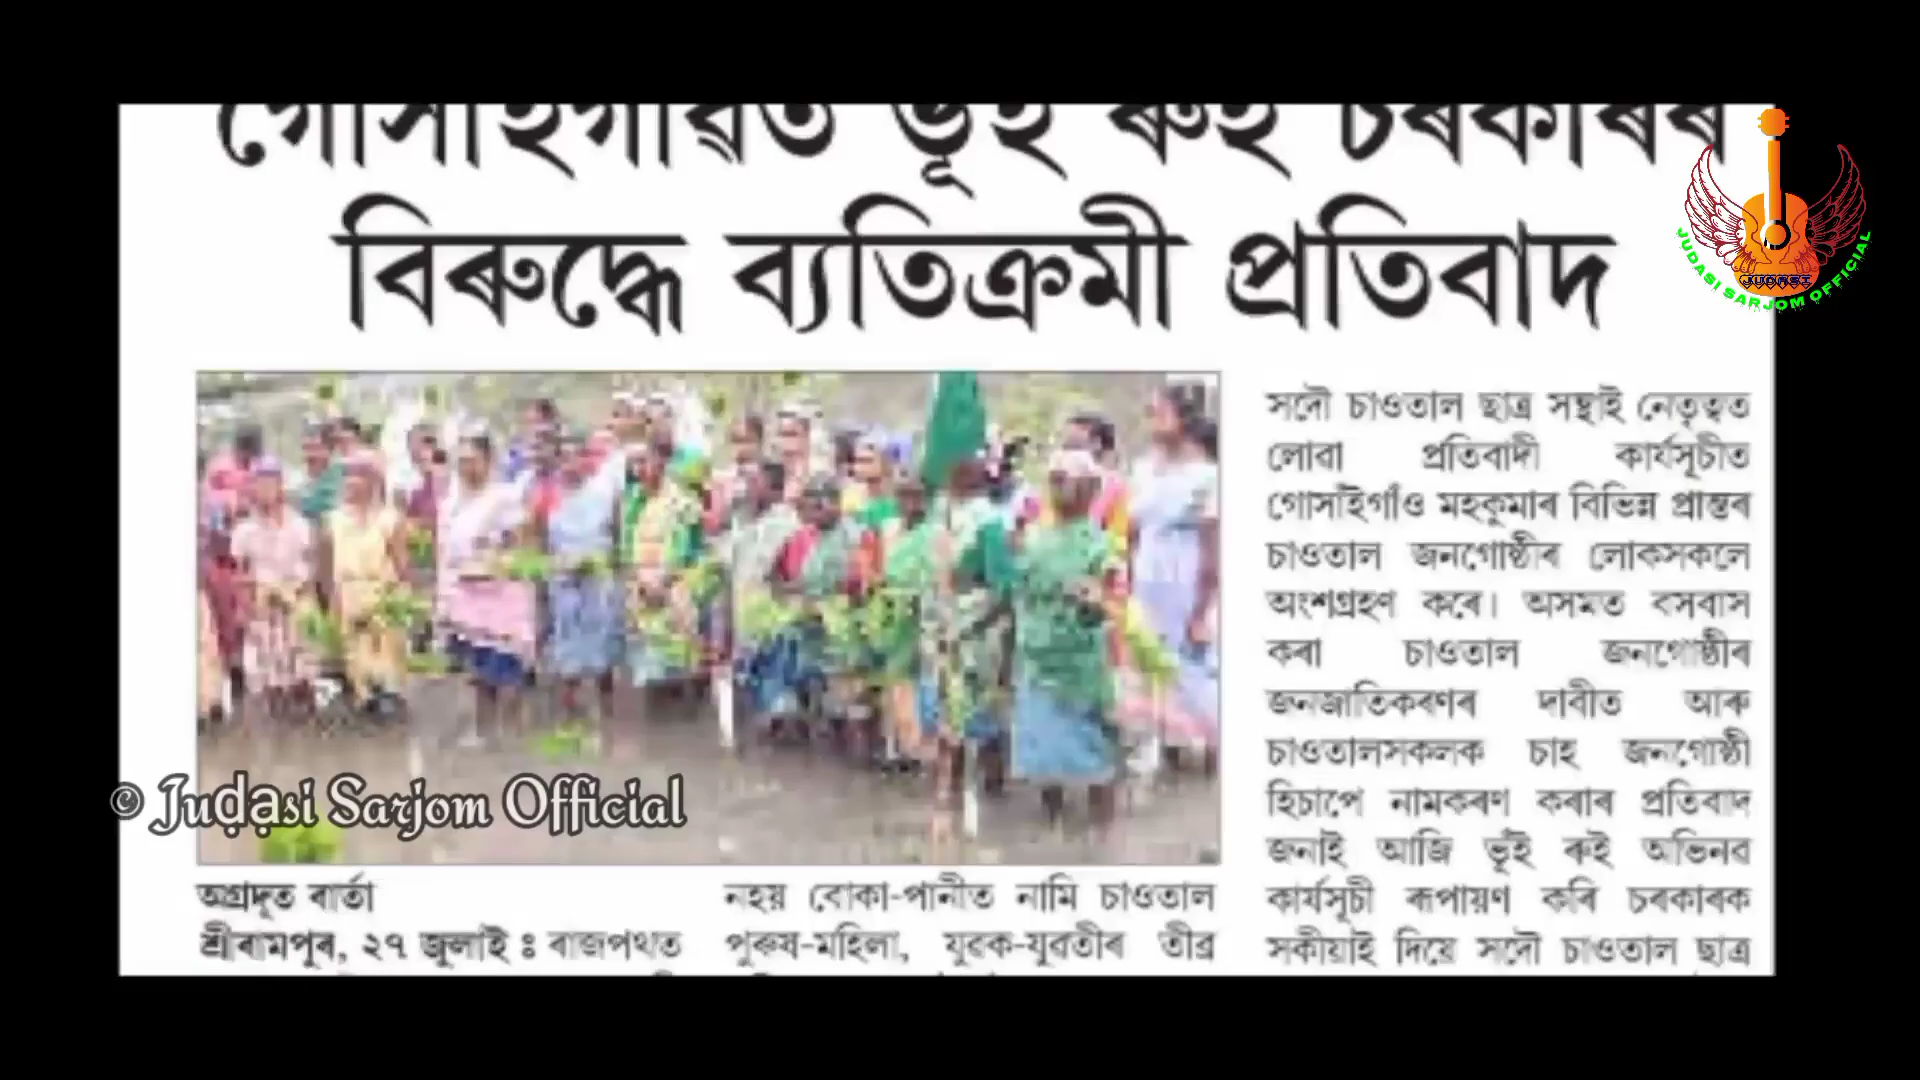 গোসাইগাঁৱত ভূঁই ৰুই চৰকাৰৰ
বিৰুদ্ধে ব্যতিক্ৰমী প্ৰতিবাদ
JUDASI
JUDASI SARJOM OFFICIAL
সদৌ চাওতাল ছাত্ৰ সন্থাই নেতৃত্বত
লোৱা প্ৰতিবাদী কাৰ্যসূচীত
গোসাঁইগাঁও মহকুমাৰ বিভিন্ন প্ৰান্তৰ
চাওতাল জনগোষ্ঠীৰ লোকসকলে
অংশগ্ৰহণ কৰে। অসমত বসবাস
কৰা চাওতাল জনগোষ্ঠীৰ
জনজাতিকৰণৰ দাবীত আৰু
চাওতালসকলক চাহ জনগোষ্ঠী
হিচাপে নামকৰণ কৰাৰ প্ৰতিবাদ
জনাই আজি ভূঁই ৰুই অভিনৱ
কাৰ্যসূচী ৰূপায়ণ কৰি চৰকাৰক
সকীয়াই দিয়ে সদৌ চাওতাল ছাত্ৰ
© Juḍạsi Sarjom Official
অগ্ৰদূত বাৰ্তা
শ্ৰীৰামপুৰ, ২৭ জুলাই ঃ ৰাজপথত
নহয় বোকা-পানীত নামি চাওতাল
পুৰুষ-মহিলা, যুৱক-যুৱতীৰ তীব্ৰ